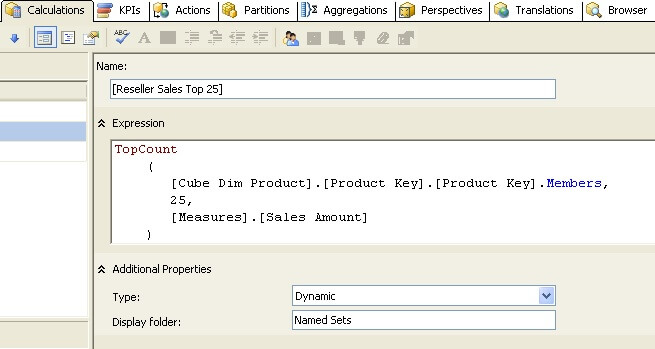 Calculations KPIs Actions Partitions Aggregations Perspectives Translations Browser
ABC
Name:
[Reseller Sales Top 25]
Expression
TopCount
(
[Cube Dim Product].[Product Key].[Product Key].Members,
25,
[Measures].[Sales Amount]
)
Additional Properties
Type: Dynamic
Display folder: Named Sets